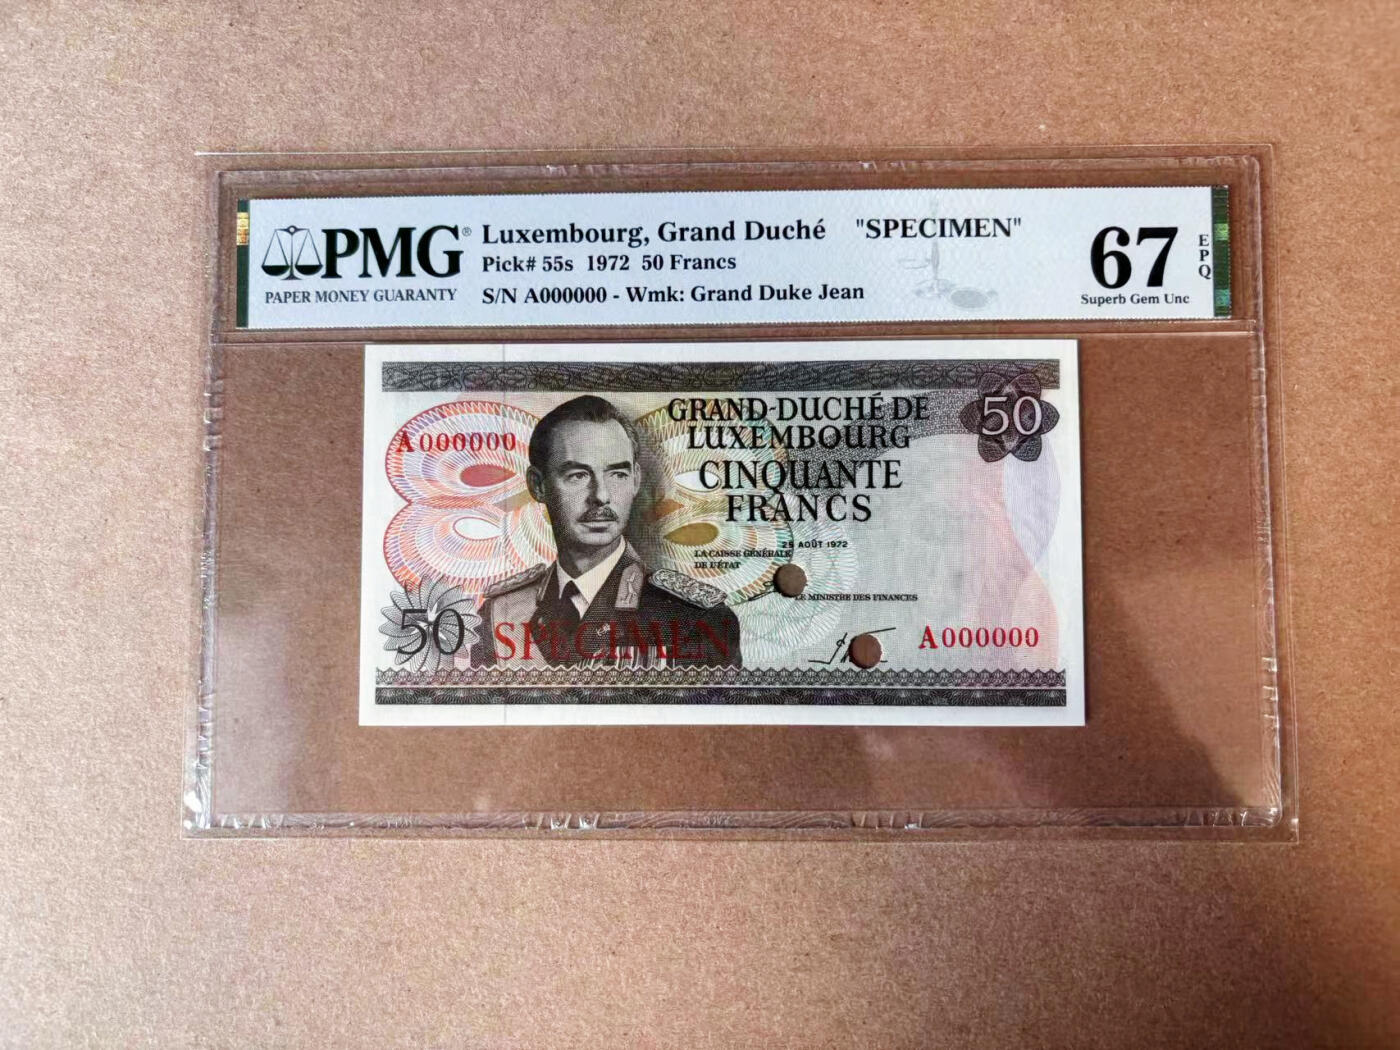 PMG®
PAPER MONEY GUARANTY
Luxembourg, Grand Duché "SPECIMEN"
Pick# 55s 1972 50 Francs
S/N A000000 - Wmk: Grand Duke Jean
67
EPQ
Superb Gem Unc
GRAND-DUCHÉ DE
LUXEMBOURG
CINQUANTE
FRANCS
50
A000000
25 AOÛT 1972
LA CAISSE GÉNÉRALE
DE L'ÉTAT
LE MINISTRE DES FINANCES
50
SPECIMEN
A000000